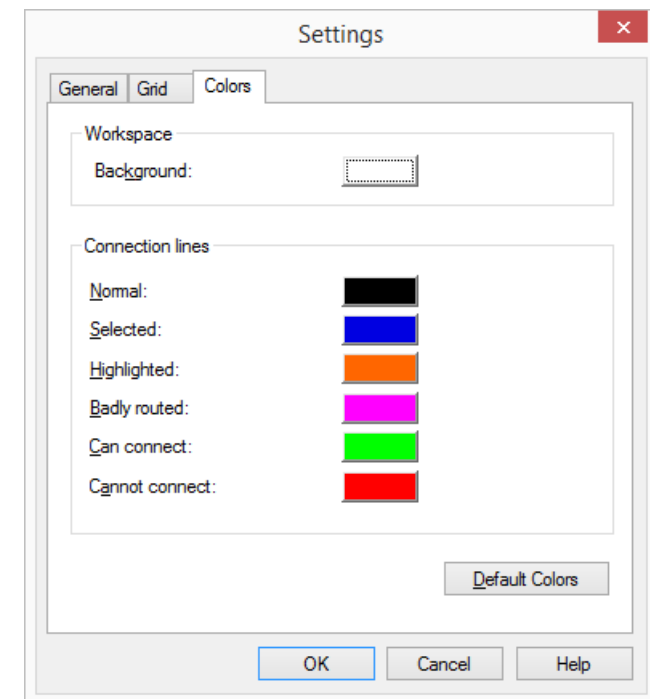 Settings
General Grid Colors
Workspace
Background:
Connection lines
Normal:
Selected:
Highlighted:
Badly routed:
Can connect:
Cannot connect:
Default Colors
OK Cancel Help